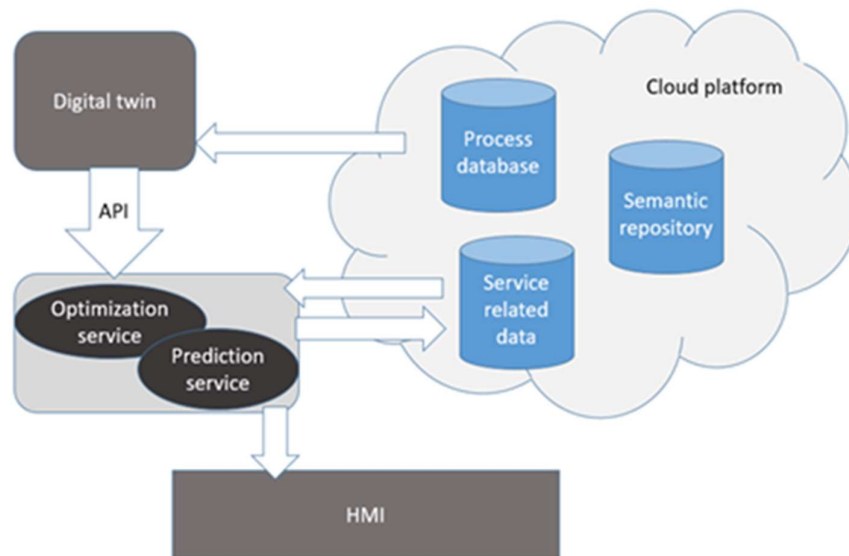 Digital twin
Cloud platform
Process
database
Semantic
repository
API
Service
related
data
Optimization
service
Prediction
service
HMI